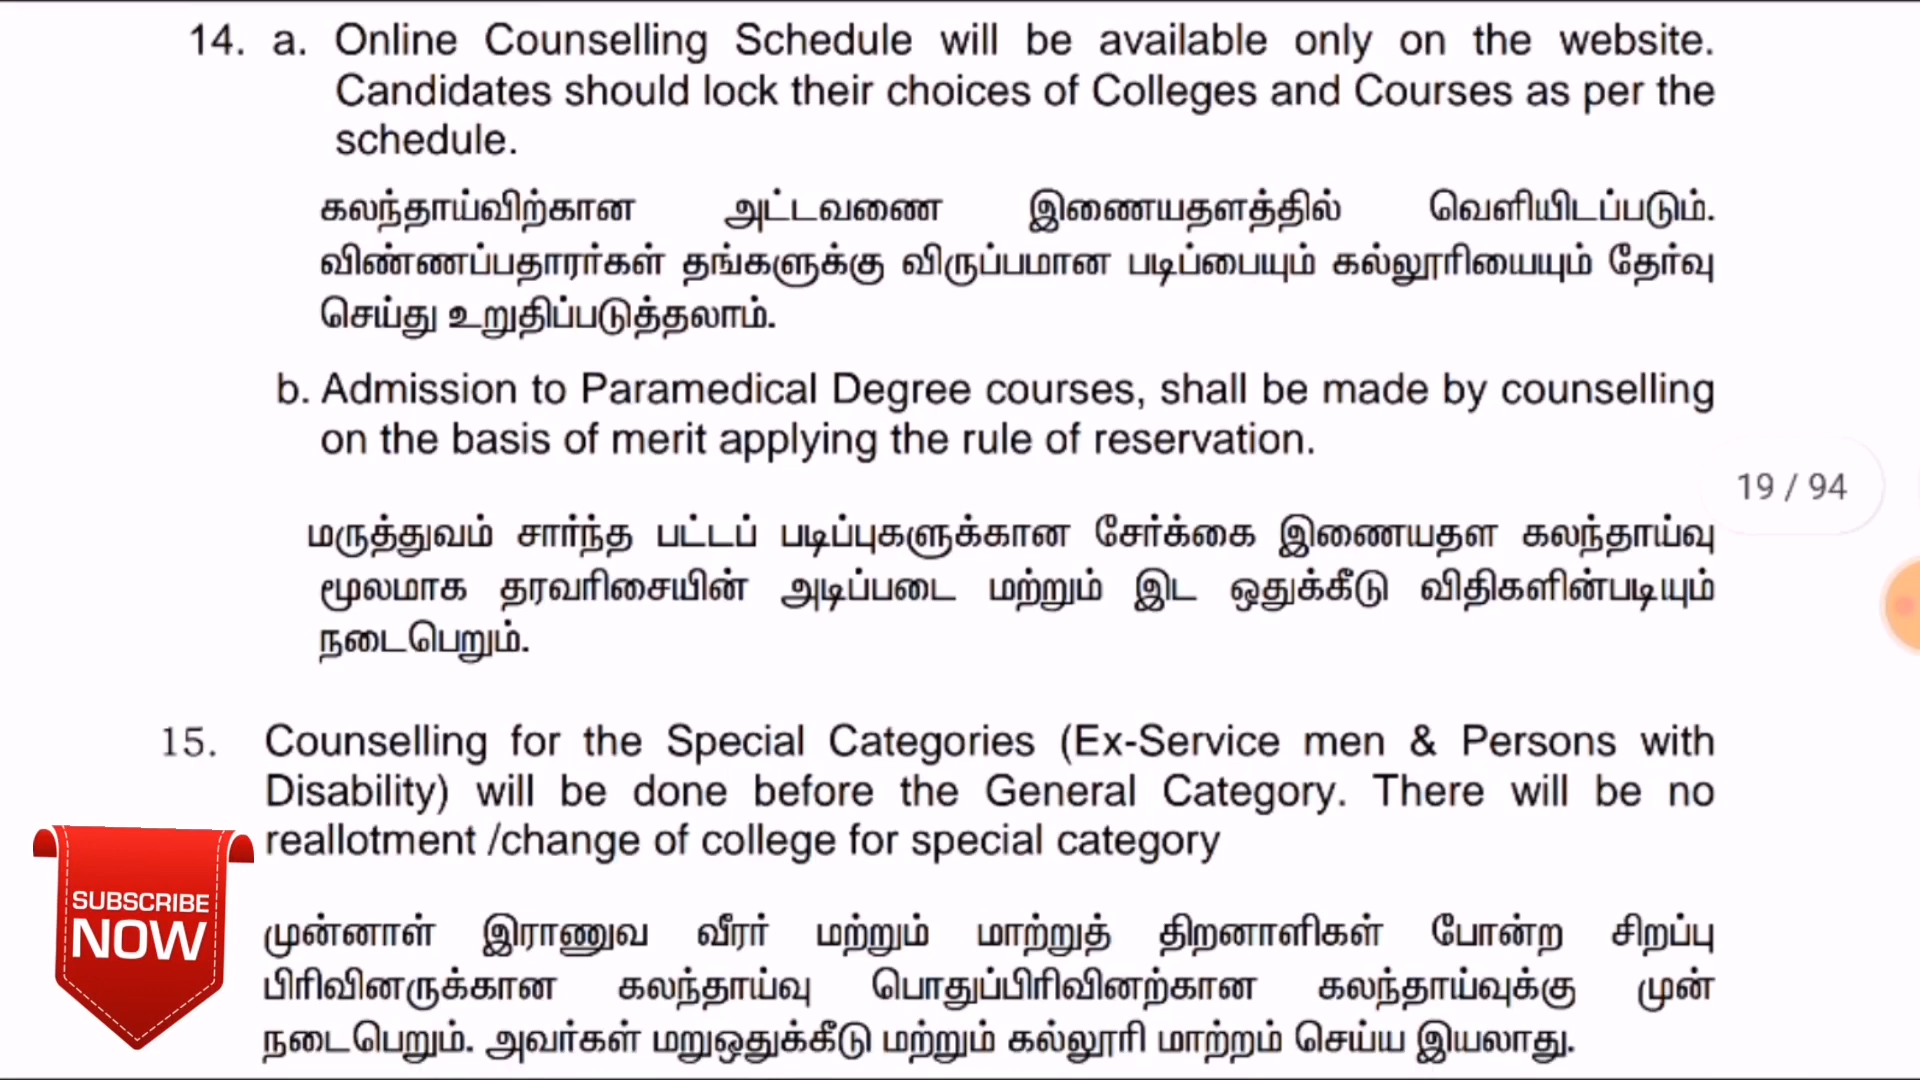 14. a. Online Counselling Schedule will be available only on the website.
Candidates should lock their choices of Colleges and Courses as per the
schedule.
கலந்தாய்விற்கான அட்டவணை இணையதளத்தில் வெளியிடப்படும்.
விண்ணப்பதாரர்கள் தங்களுக்கு விருப்பமான படிப்பையும் கல்லூரியையும் தேர்வு
செய்து உறுதிப்படுத்தலாம்.
b. Admission to Paramedical Degree courses, shall be made by counselling
on the basis of merit applying the rule of reservation.
19 / 94
மருத்துவம் சார்ந்த பட்டப் படிப்புகளுக்கான சேர்க்கை இணையதள கலந்தாய்வு
மூலமாக தரவரிசையின் அடிப்படை மற்றும் இட ஒதுக்கீடு விதிகளின்படியும்
நடைபெறும்.
15. Counselling for the Special Categories (Ex-Service men & Persons with
Disability) will be done before the General Category. There will be no
reallotment /change of college for special category
SUBSCRIBE
NOW
முன்னாள் இராணுவ வீரர் மற்றும் மாற்றுத் திறனாளிகள் போன்ற சிறப்பு
பிரிவினருக்கான கலந்தாய்வு பொதுப்பிரிவினற்கான கலந்தாய்வுக்கு முன்
நடைபெறும். அவர்கள் மறுஒதுக்கீடு மற்றும் கல்லூரி மாற்றம் செய்ய இயலாது.